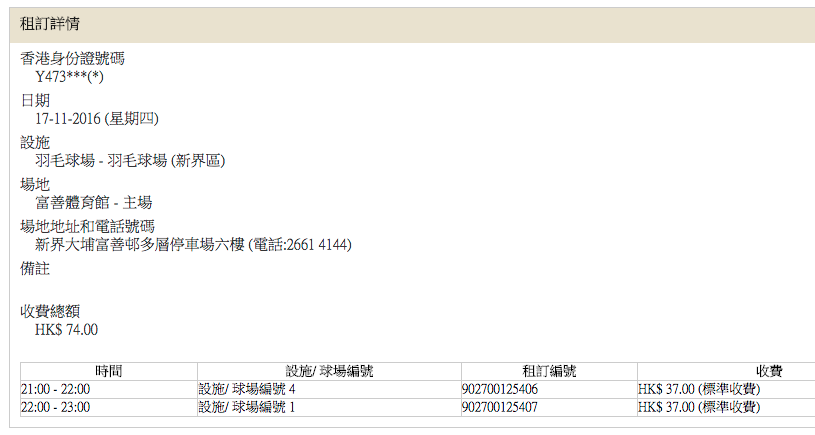 租訂詳情
香港身份證號碼
Y473***(*)
日期
17-11-2016 (星期四)
設施
羽毛球場 - 羽毛球場 (新界區)
場地
富善體育館 - 主場
場地地址和電話號碼
新界大埔富善邨多層停車場六樓 (電話:2661 4144)
備註
收費總額
HK$ 74.00
時間 設施/ 球場編號 租訂編號 收費
21:00 - 22:00 設施/ 球場編號 4 902700125406 HK$ 37.00 (標準收費)
22:00 - 23:00 設施/ 球場編號 1 902700125407 HK$ 37.00 (標準收費)